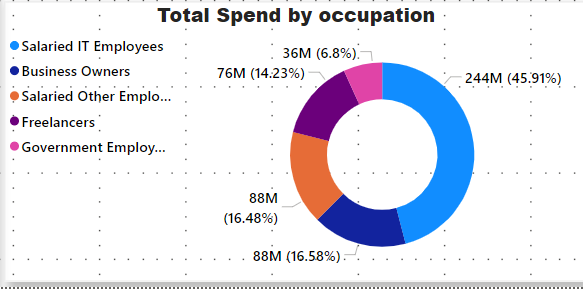 Total Spend by occupation
Salaried IT Employees
Business Owners
Salaried Other Emplo...
Freelancers
Government Employ...
36M (6.8%)
76M (14.23%)
244M (45.91%)
88M
(16.48%)
88M (16.58%)